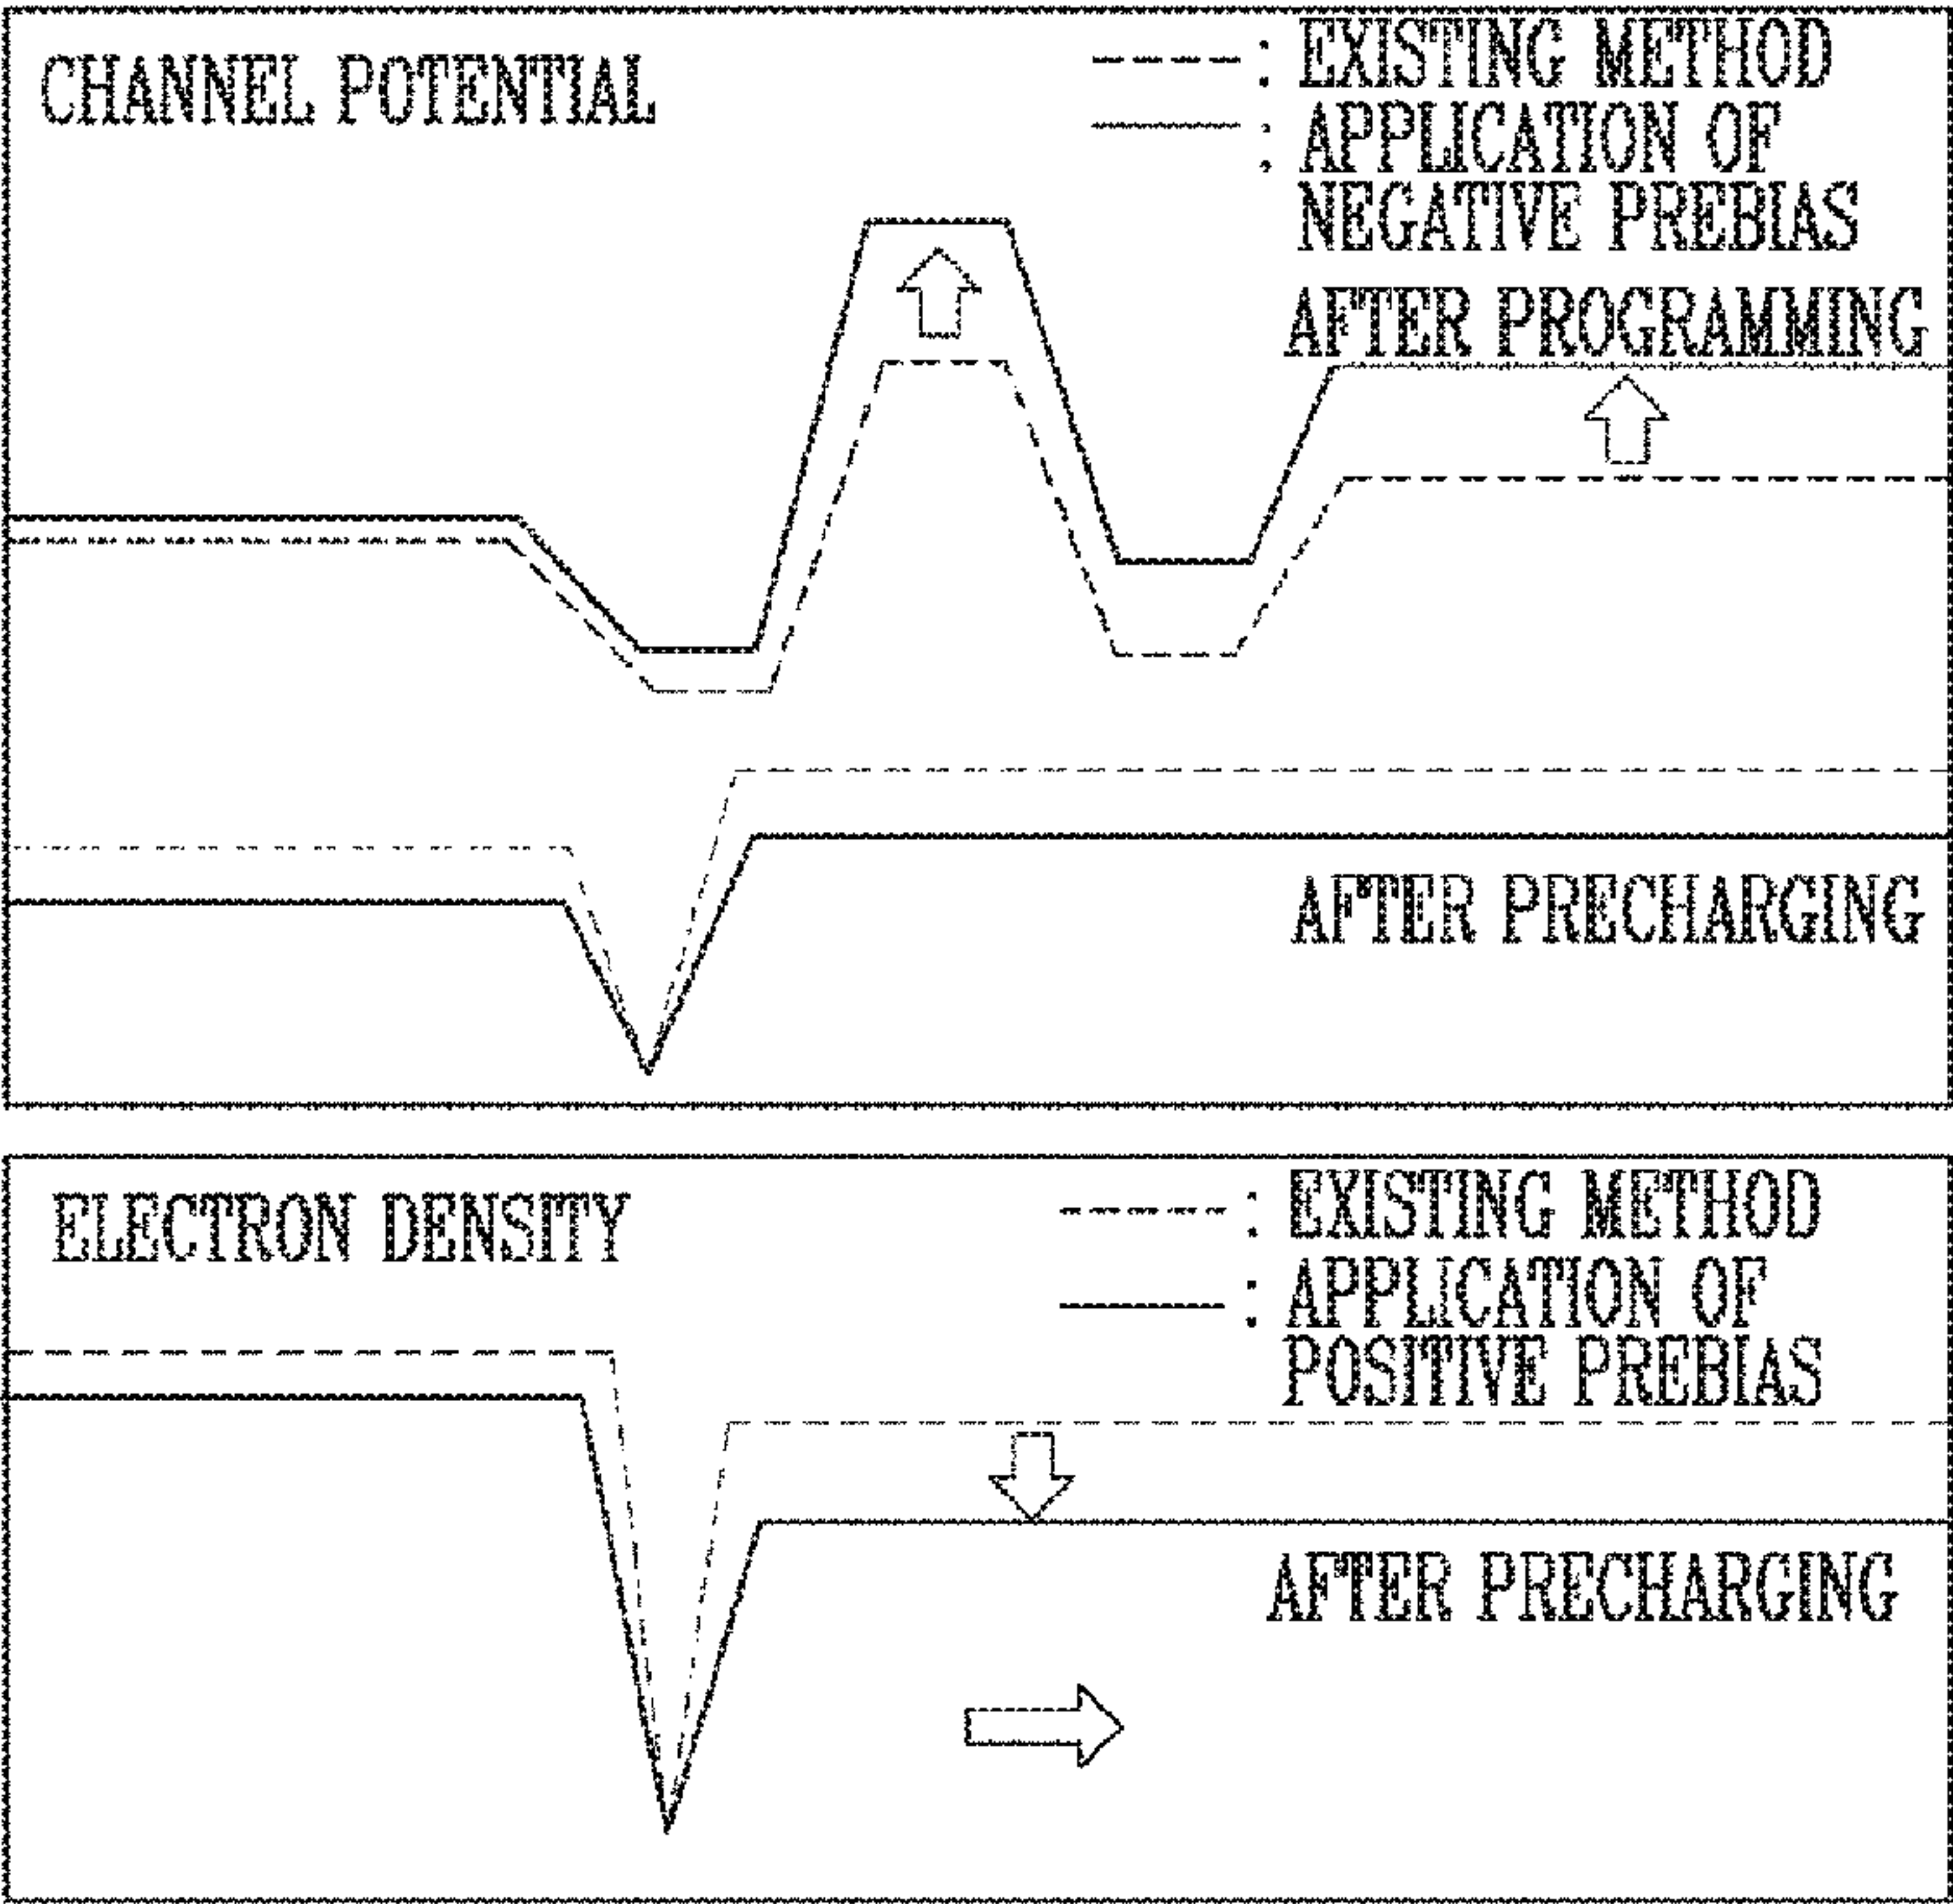 CHANNEL POTENTIAL
: EXISTING METHOD
: APPLICATION OF
NEGATIVE PREBIAS
AFTER PROGRAMMING
AFTER PRECHARGING
ELECTRON DENSITY
: EXISTING METHOD
: APPLICATION OF
POSITIVE PREBIAS
AFTER PRECHARGING